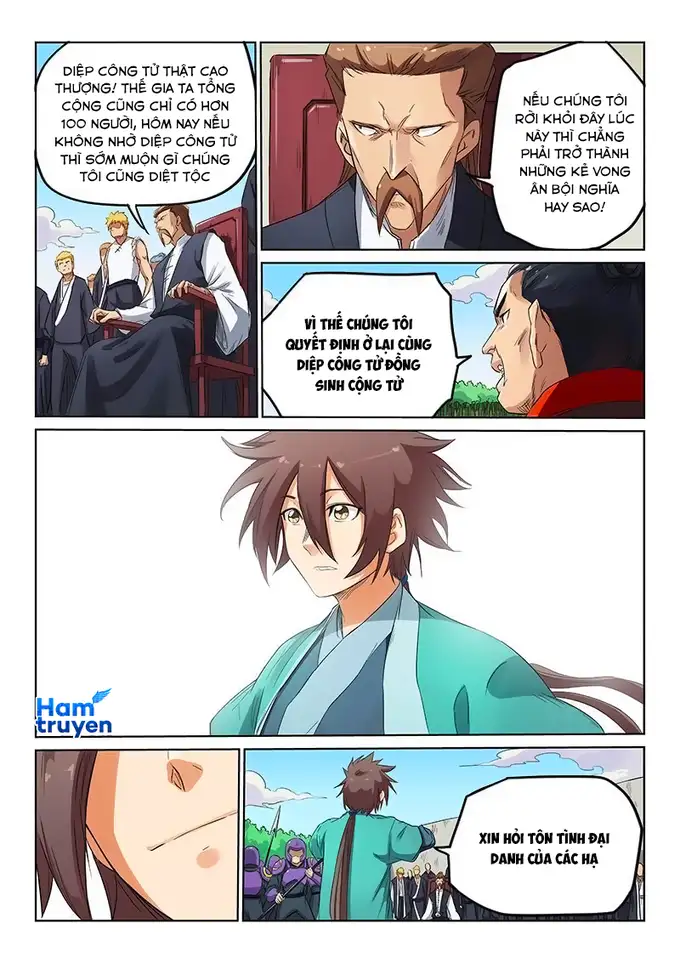 DIỆP CÔNG TỬ THẬT CAO
THƯỢNG! THẾ GIA TA TỔNG
CỘNG CŨNG CHỈ CÓ HƠN
100 NGƯỜI, HÔM NAY NẾU
KHÔNG NHỜ DIỆP CÔNG TỬ
THÌ SỚM MUỘN GÌ CHÚNG
TÔI CŨNG DIỆT TỘC
NẾU CHÚNG TÔI
RỜI KHỎI ĐÂY LÚC
NÀY THÌ CHẲNG
PHẢI TRỞ THÀNH
NHỮNG KẺ VONG
ÂN BỘI NGHĨA
HAY SAO!
VÌ THẾ CHÚNG TÔI
QUYẾT ĐỊNH Ở LẠI CÙNG
DIỆP CÔNG TỬ ĐỒNG
SINH CỘNG TỬ
Ham
truyen
XIN HỎI TÔN TÌNH ĐẠI
DANH CỦA CÁC HẠ